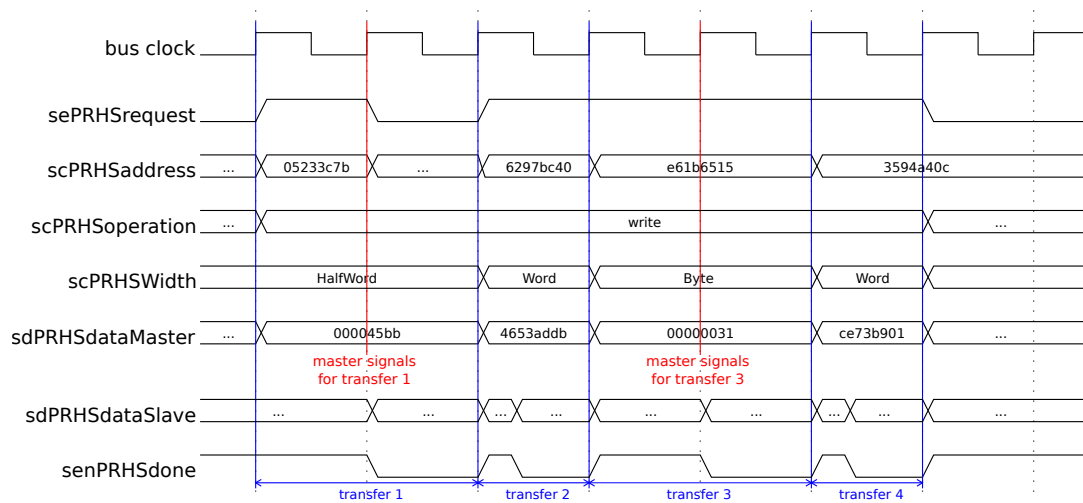 bus clock
sePRHSrequest
scPRHSaddress ... 05233c7b ... 6297bc40 e61b6515 3594a40c
scPRHSoperation ... write ...
scPRHSWidth HalfWord Word Byte Word
sdPRHSdataMaster ... 000045bb 4653addb 00000031 ce73b901 ...
master signals
for transfer 1
master signals
for transfer 3
sdPRHSdataSlave ... ... ... ... ... ... ... ... ...
senPRHSdone
transfer 1 transfer 2 transfer 3 transfer 4